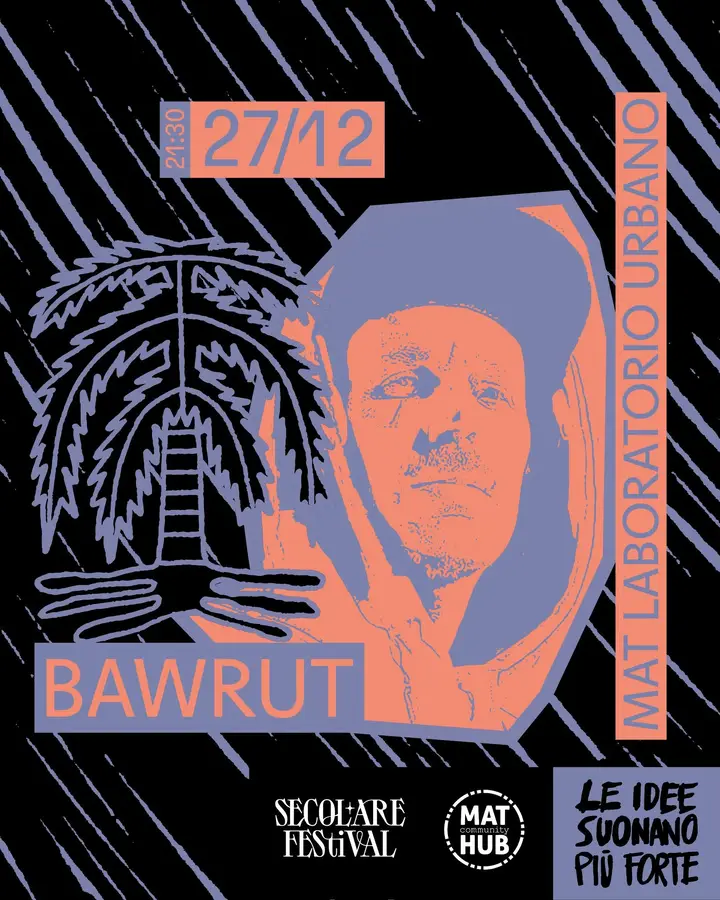 21:30
27/12
MAT LABORATORIO URBANO
BAWRUT
SECOLARE
FESTIVAL
MAT
community
HUB
LE IDEE
SUONANO
PIÙ FORTE